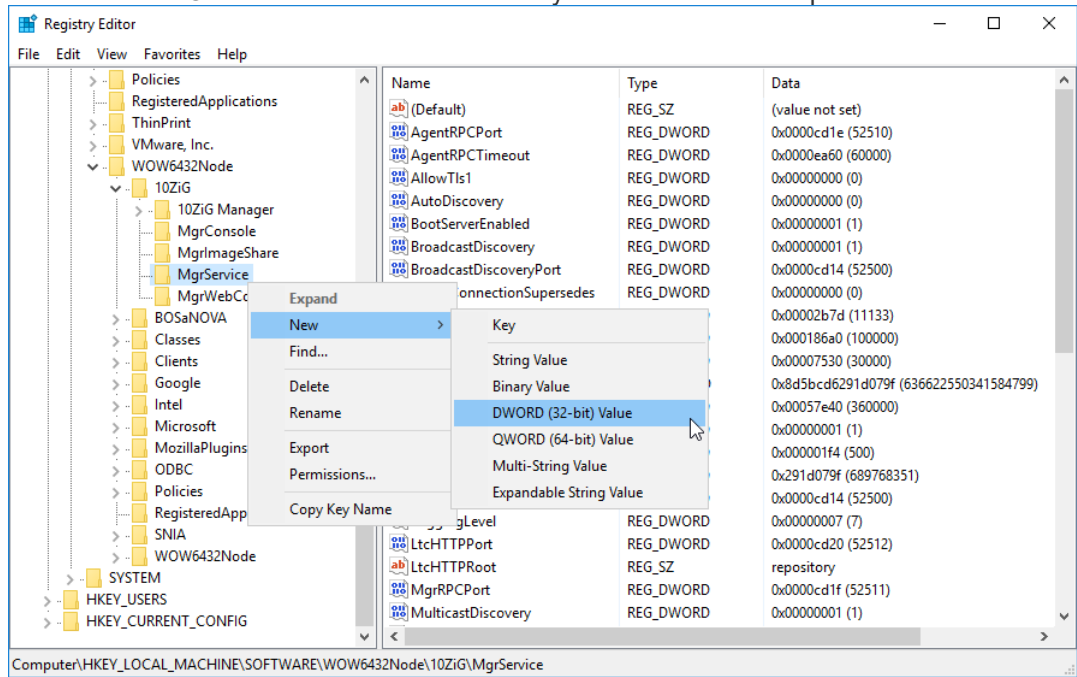 Registry Editor
File Edit View Favorites Help
Policies
RegisteredApplications
ThinPrint
VMware, Inc.
WOW6432Node
10ZiG
10ZiG Manager
MgrConsole
MgrImageShare
MgrService
MgrWebCo
BOSaNOVA
Classes
Clients
Google
Intel
Microsoft
MozillaPlugins
ODBC
Policies
RegisteredApp
SNIA
WOW6432Node
SYSTEM
HKEY_USERS
HKEY_CURRENT_CONFIG
Expand
New
Find...
Delete
Rename
Export
Permissions...
Copy Key Name
Key
String Value
Binary Value
DWORD (32-bit) Value
QWORD (64-bit) Value
Multi-String Value
Expandable String Value
Name Type Data
(Default) REG_SZ (value not set)
AgentRPCPort REG_DWORD 0x0000cd1e (52510)
AgentRPCTimeout REG_DWORD 0x0000ea60 (60000)
AllowTls1 REG_DWORD 0x00000000 (0)
AutoDiscovery REG_DWORD 0x00000000 (0)
BootServerEnabled REG_DWORD 0x00000001 (1)
BroadcastDiscovery REG_DWORD 0x00000001 (1)
BroadcastDiscoveryPort REG_DWORD 0x0000cd14 (52500)
onnectionSupersedes REG_DWORD 0x00000000 (0)
0x00002b7d (11133)
0x000186a0 (100000)
0x00007530 (30000)
0x8d5bcd6291d079f (636622550341584799)
0x00057e40 (360000)
0x00000001 (1)
0x000001f4 (500)
0x291d079f (689768351)
0x0000cd14 (52500)
gLevel REG_DWORD 0x00000007 (7)
LtcHTTPPort REG_DWORD 0x0000cd20 (52512)
LtcHTTPRoot REG_SZ repository
MgrRPCPort REG_DWORD 0x0000cd1f (52511)
MulticastDiscovery REG_DWORD 0x00000001 (1)
Computer\HKEY_LOCAL_MACHINE\SOFTWARE\WOW6432Node\10ZiG\MgrService